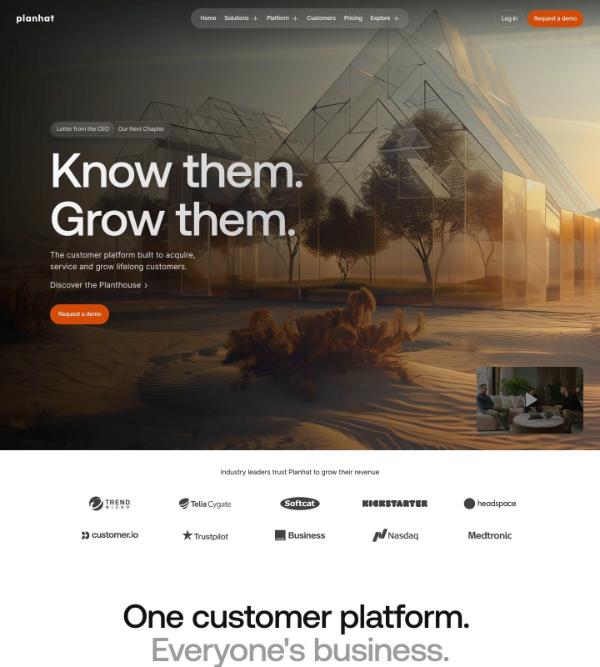 planhat
Home Solutions + Platform + Customers Pricing Explore +
Log in
Request a demo
Letter from the CEO Our Next Chapter
Know them.
Grow them.
The customer platform built to acquire,
service and grow lifelong customers.
Discover the Planthouse >
Request a demo
Industry leaders trust Planhat to grow their revenue
TREND MICRO
Telia Cygate
Softcat
KICKSTARTER
headspace
customer.io
Trustpilot
Business
Nasdaq
Medtronic
One customer platform.
Everyone's business.